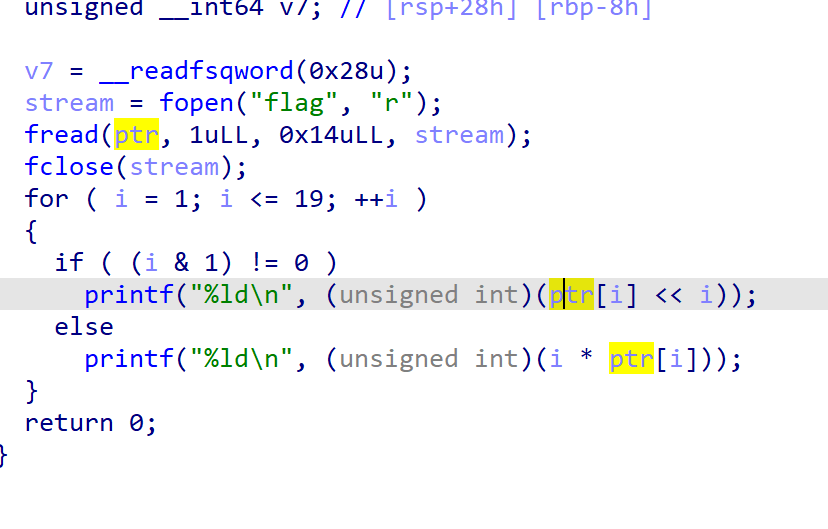 unsigned __int64 v7; // [rsp+28h] [rbp-8h]
v7 = __readfsqword(0x28u);
stream = fopen("flag", "r");
fread(ptr, 1uLL, 0x14uLL, stream);
fclose(stream);
for ( i = 1; i <= 19; ++i )
{
if ( (i & 1) != 0 )
printf("%ld\n", (unsigned int)(ptr[i] << i));
else
printf("%ld\n", (unsigned int)(i * ptr[i]));
}
return 0;
}